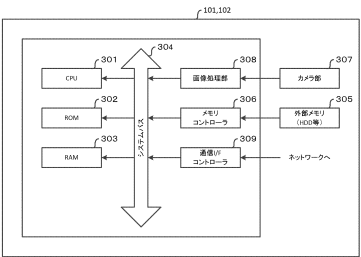 101,102
304
301
CPU
308
画像処理部
307
カメラ部
302
ROM
306
メモリ
コントローラ
305
外部メモリ
(HDD等)
303
RAM
システムバス
309
通信I/F
コントローラ
ネットワークへ